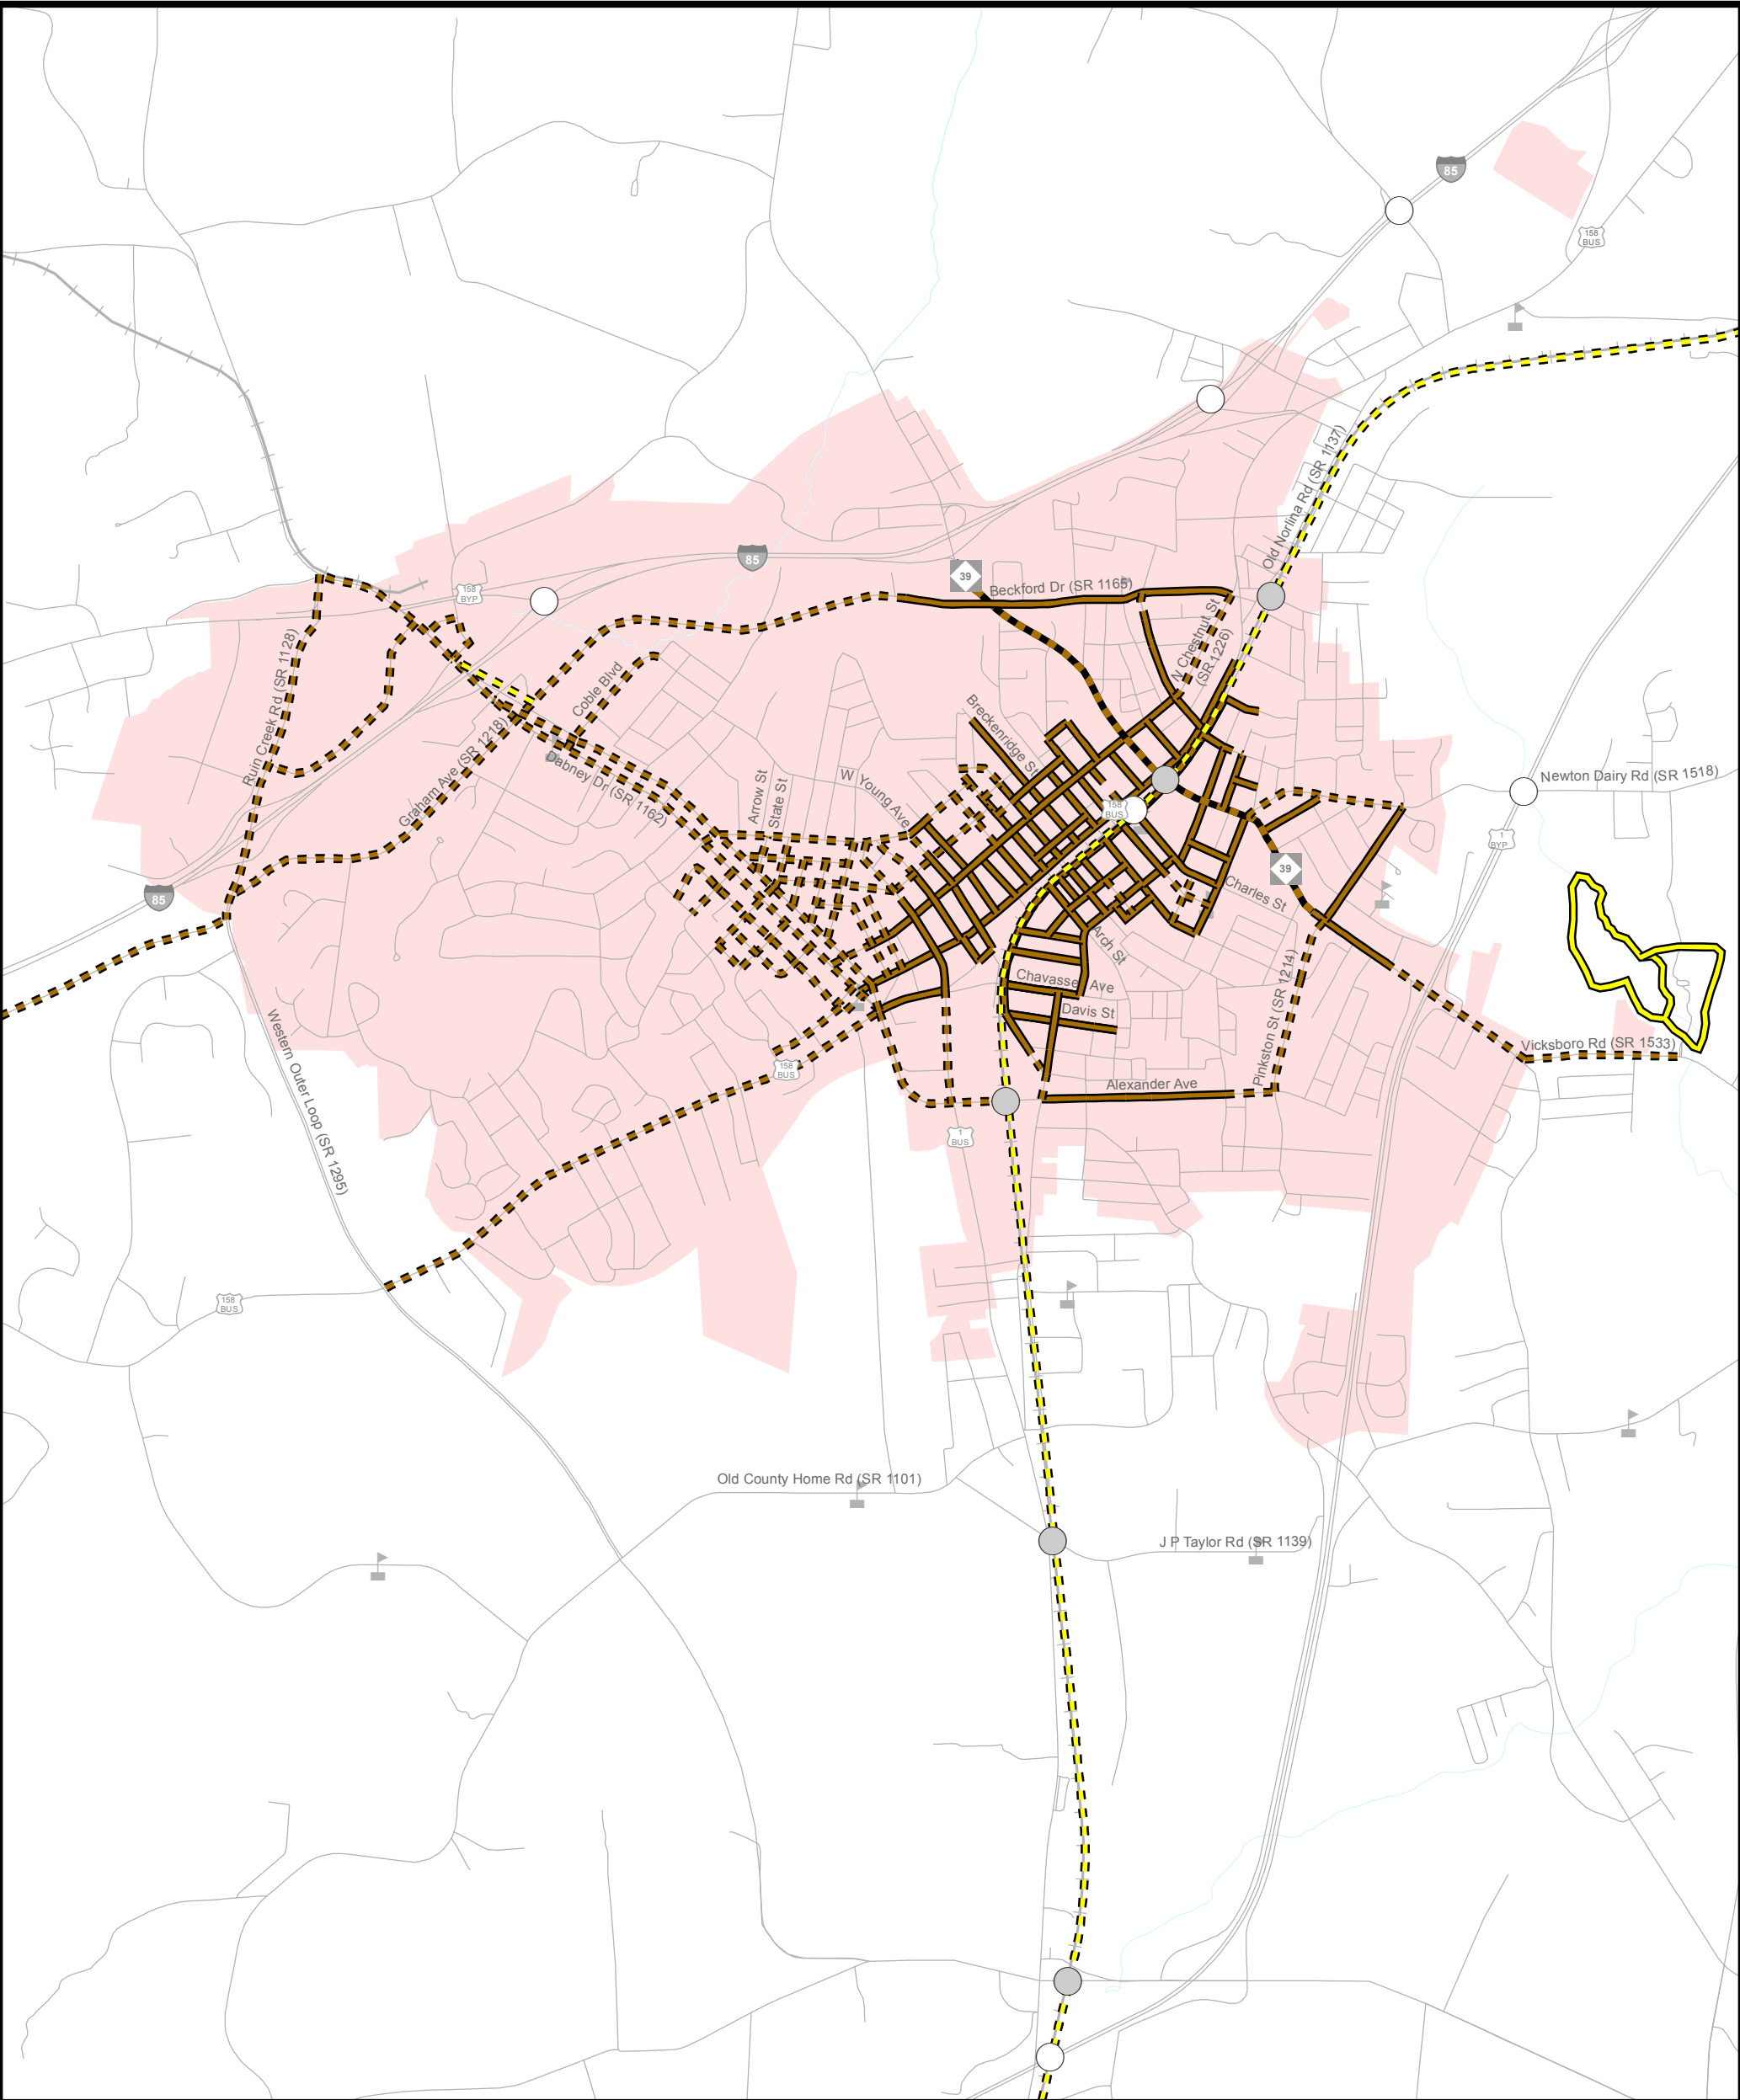 85
158
BUS
Old Norlina Rd (SR 1137)
85
39
Beckford Dr (SR 1165)
158
BYP
N Chestnut St
(SR 1226)
Ruin Creek Rd (SR 1128)
Coble Blvd
Graham Ave (SR 1218)
Dabney Dr (SR 1162)
Breckenridge St
Arrow St
State St
W Young Ave
158
BUS
Newton Dairy Rd (SR 1518)
1
BYP
39
85
Charles St
Arch St
Chavasse Ave
Davis St
Pinkston St (SR 1214)
Vicksboro Rd (SR 1533)
Western Outer Loop (SR 1295)
158
BUS
Alexander Ave
1
BUS
158
BUS
Old County Home Rd (SR 1101)
J P Taylor Rd (SR 1139)